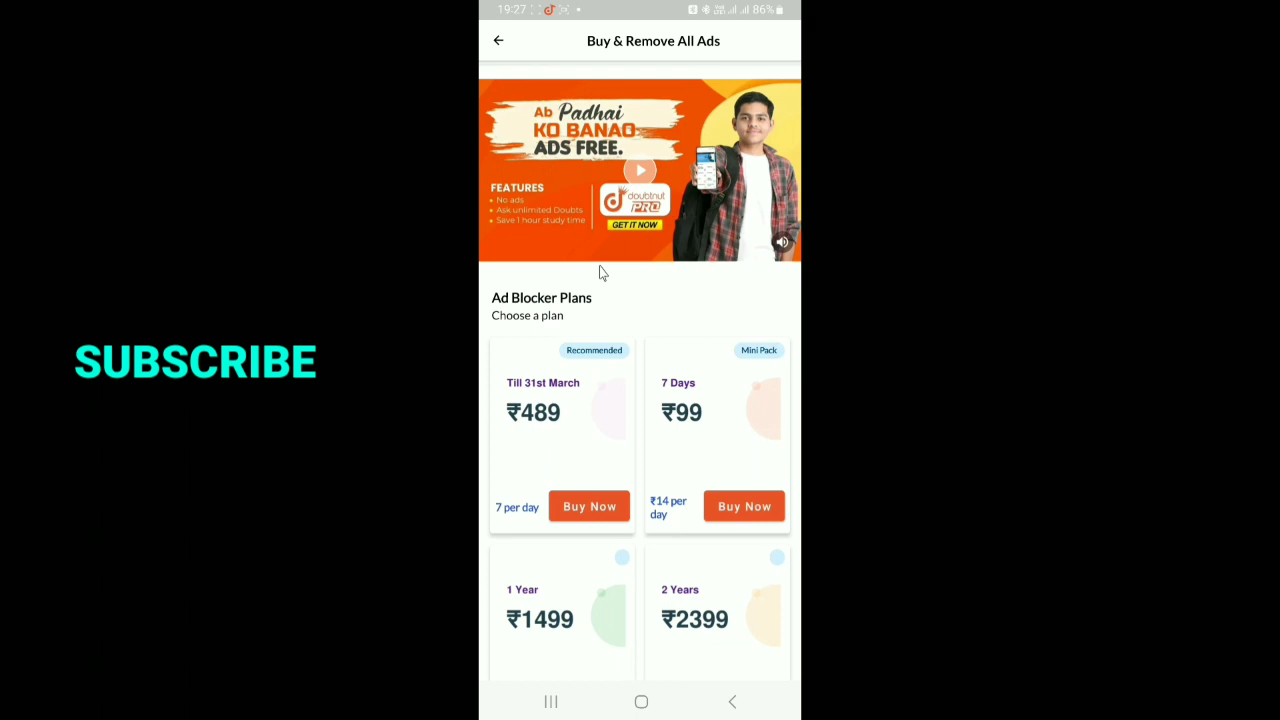 19:27
86%
Buy & Remove All Ads
Ab Padhai
KO BANAO
ADS FREE.
FEATURES
• No ads
• Ask unlimited Doubts
• Save 1 hour study time
doubtnut
PRO
GET IT NOW
Ad Blocker Plans
Choose a plan
Recommended
Till 31st March
₹489
7 per day
Buy Now
Mini Pack
7 Days
₹99
₹14 per
day
Buy Now
1 Year
₹1499
2 Years
₹2399
SUBSCRIBE